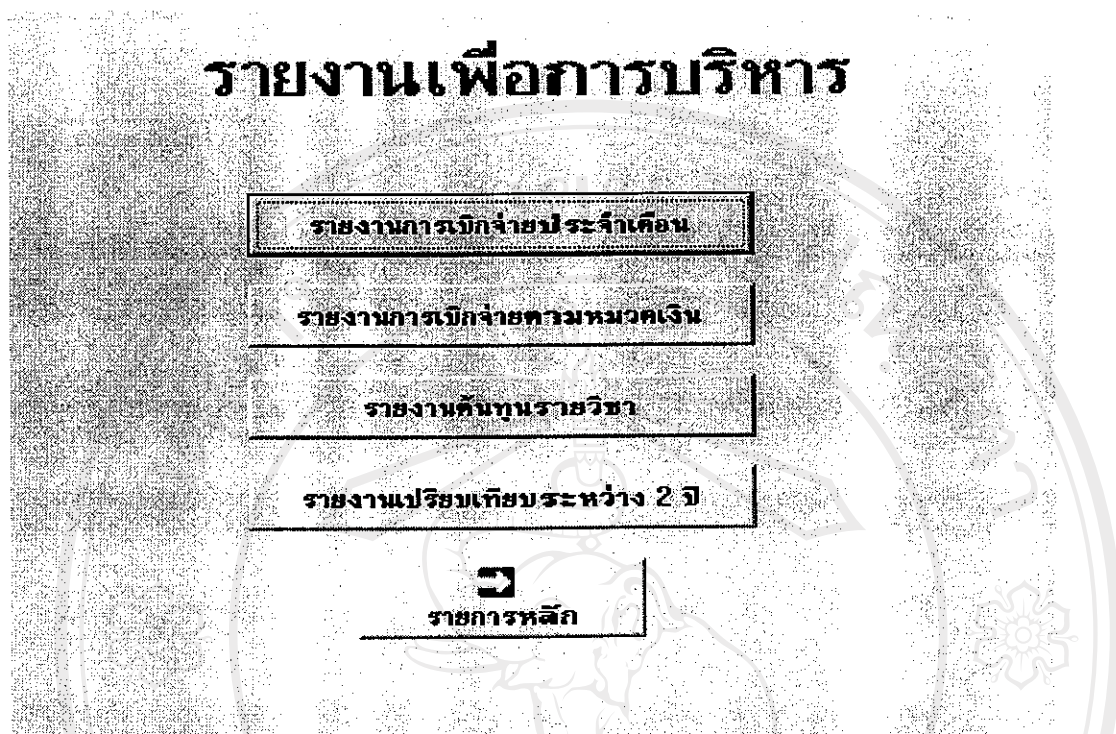 รายงานเพื่อการบริหาร
รายงานการเบิกจ่ายประจำเดือน
รายงานการเบิกจ่ายตามหมวดเงิน
รายงานต้นทุนรายวิชา
รายงานเปรียบเทียบระหว่าง 2 ปี
รายการหลัก